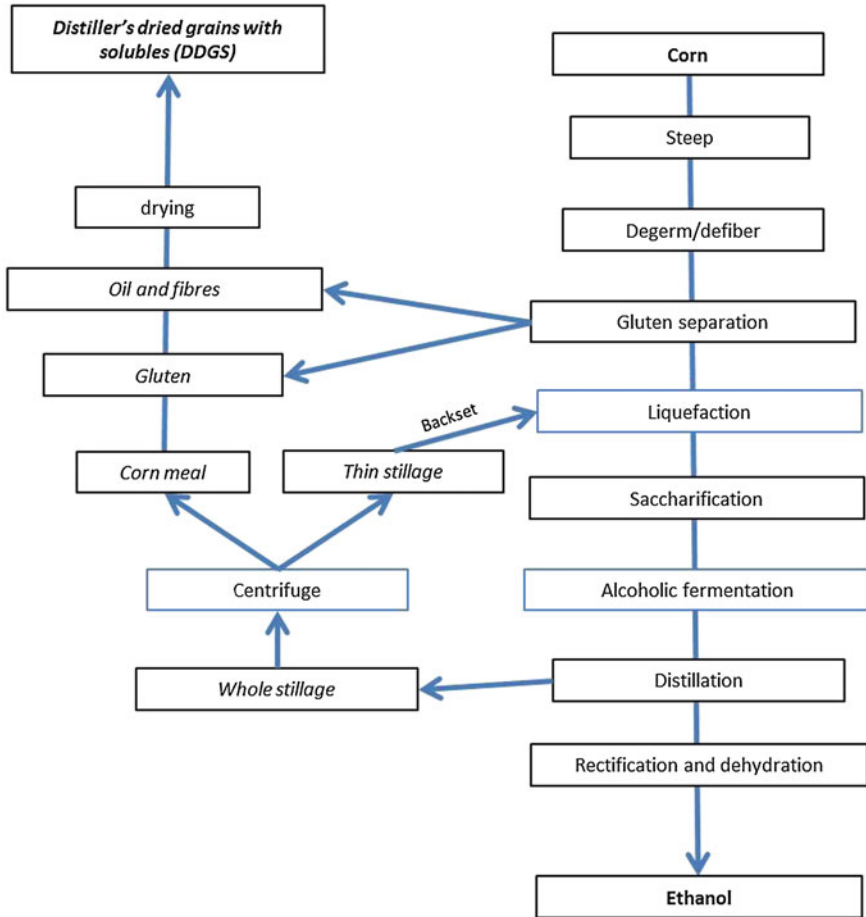 Distiller's dried grains with
solubles (DDGS)
Corn
Steep
drying
Degerm/defiber
Oil and fibres
Gluten separation
Gluten
Backset
Liquefaction
Corn meal
Thin stillage
Saccharification
Centrifuge
Alcoholic fermentation
Whole stillage
Distillation
Rectification and dehydration
Ethanol